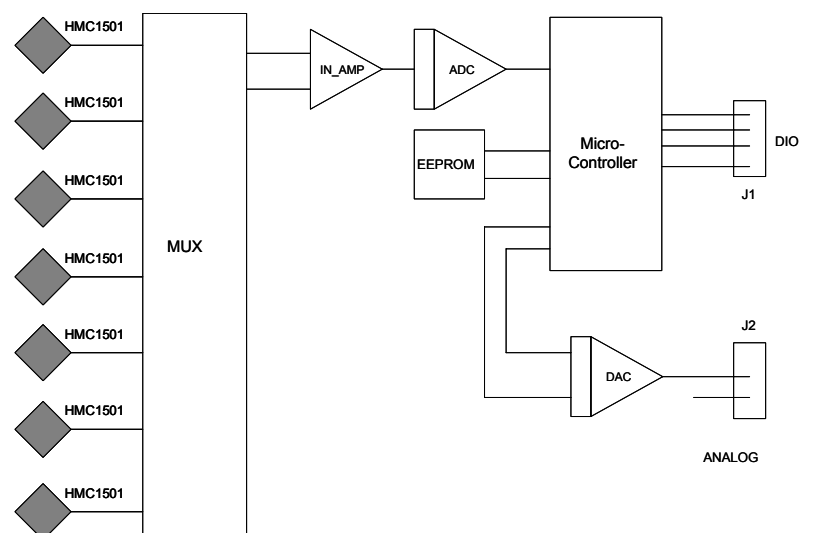 HMC1501
HMC1501
HMC1501
HMC1501
HMC1501
HMC1501
HMC1501
MUX
IN_AMP
ADC
EEPROM
Micro-
Controller
DIO
J1
DAC
J2
ANALOG